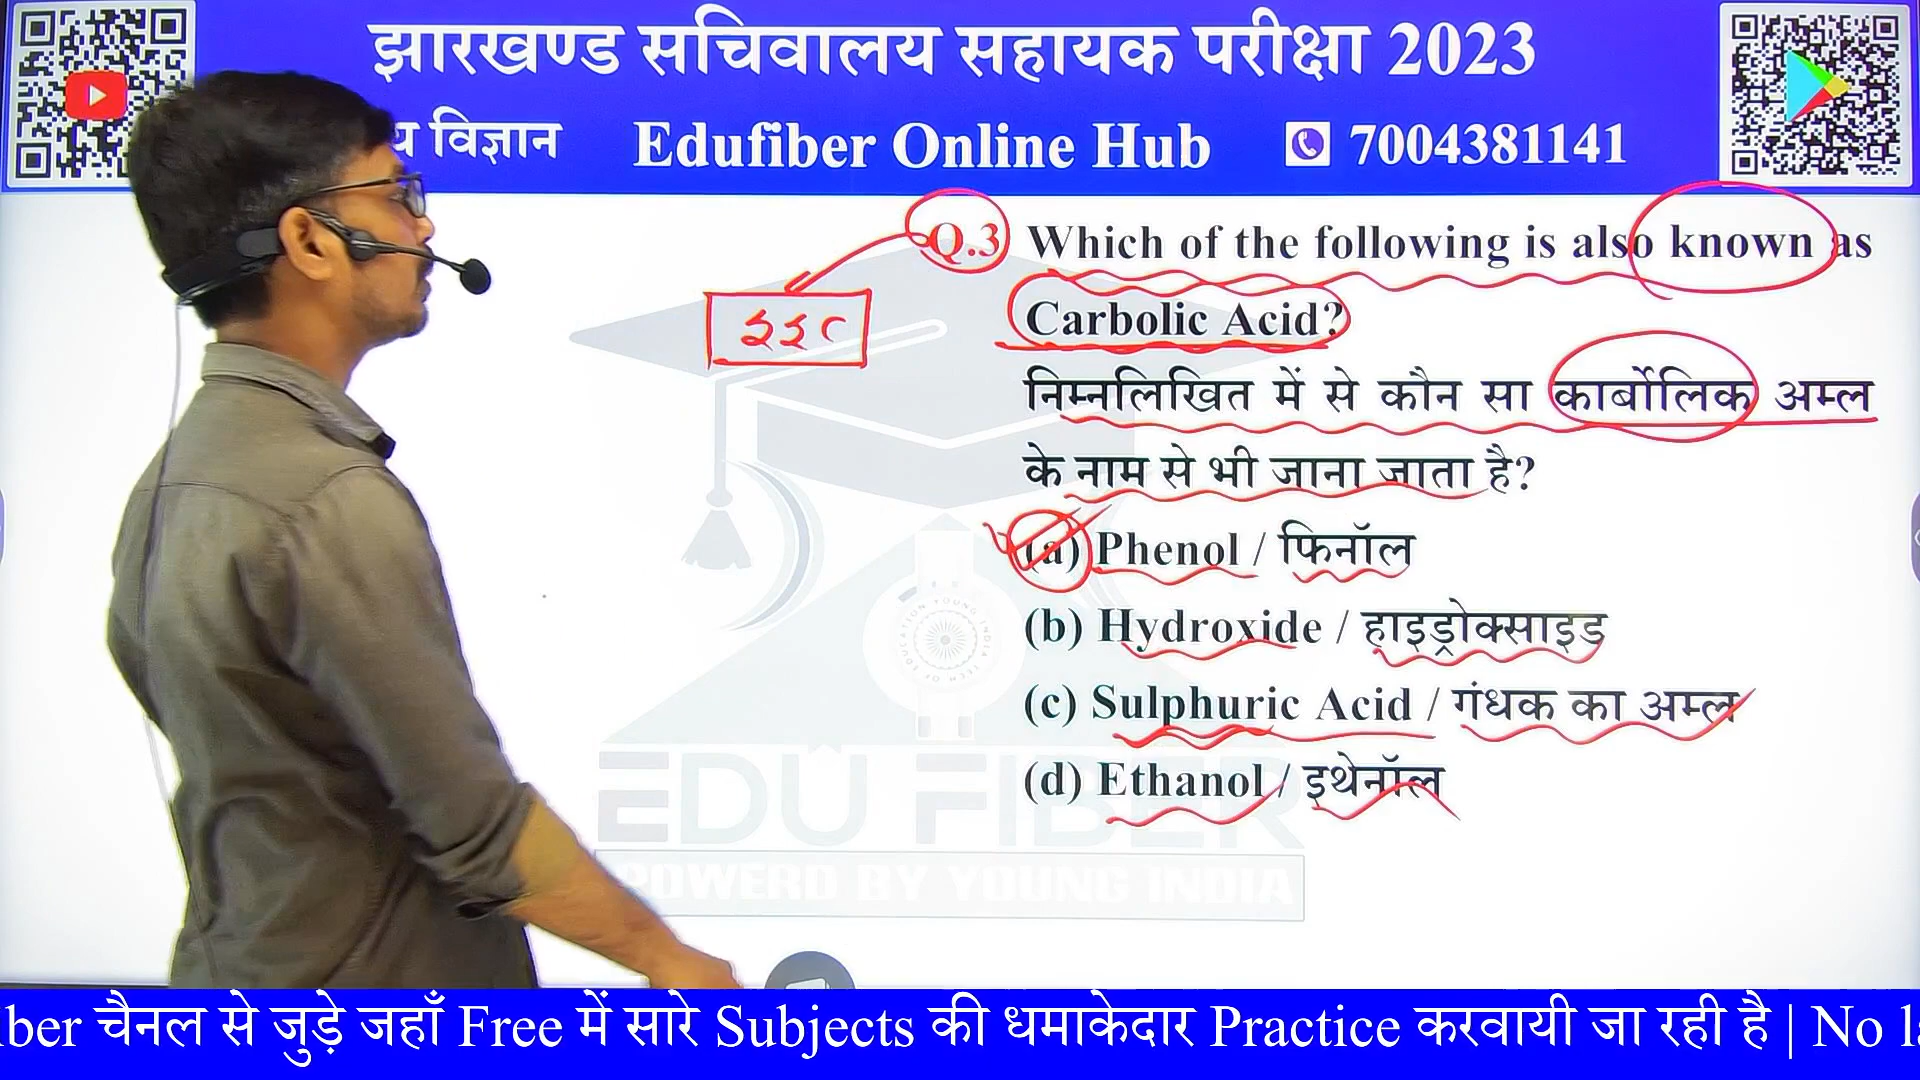 झारखण्ड सचिवालय सहायक परीक्षा 2023
विज्ञान Edufiber Online Hub 7004381141
Q.3 Which of the following is also known as
Carbolic Acid?
निम्नलिखित में से कौन सा कार्बोलिक अम्ल
के नाम से भी जाना जाता है?
(a) Phenol / फिनॉल
(b) Hydroxide / हाइड्रोक्साइड
(c) Sulphuric Acid / गंधक का अम्ल
(d) Ethanol / इथेनॉल
EDU FIBER
POWERD BY YOUNG INDIA
चैनल से जुड़े जहाँ Free में सारे Subjects की धमाकेदार Practice करवायी जा रही है | No